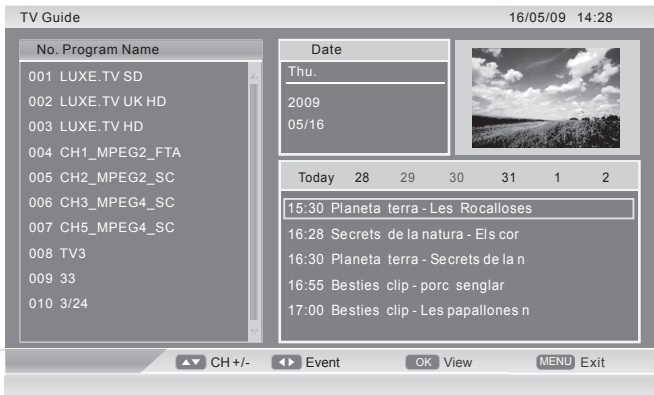 TV Guide 16/05/09 14:28
No. Program Name
001 LUXE.TV SD
002 LUXE.TV UK HD
003 LUXE.TV HD
004 CH1_MPEG2_FTA
005 CH2_MPEG2_SC
006 CH3_MPEG4_SC
007 CH5_MPEG4_SC
008 TV3
009 33
010 3/24
Date
Thu.
2009
05/16
Today 28 29 30 31 1 2
15:30 Planeta terra - Les Rocalloses
16:28 Secrets de la natura - Els cor
16:30 Planeta terra - Secrets de la n
16:55 Besties clip - porc senglar
17:00 Besties clip - Les papallones n
CH +/- Event OK View MENU Exit